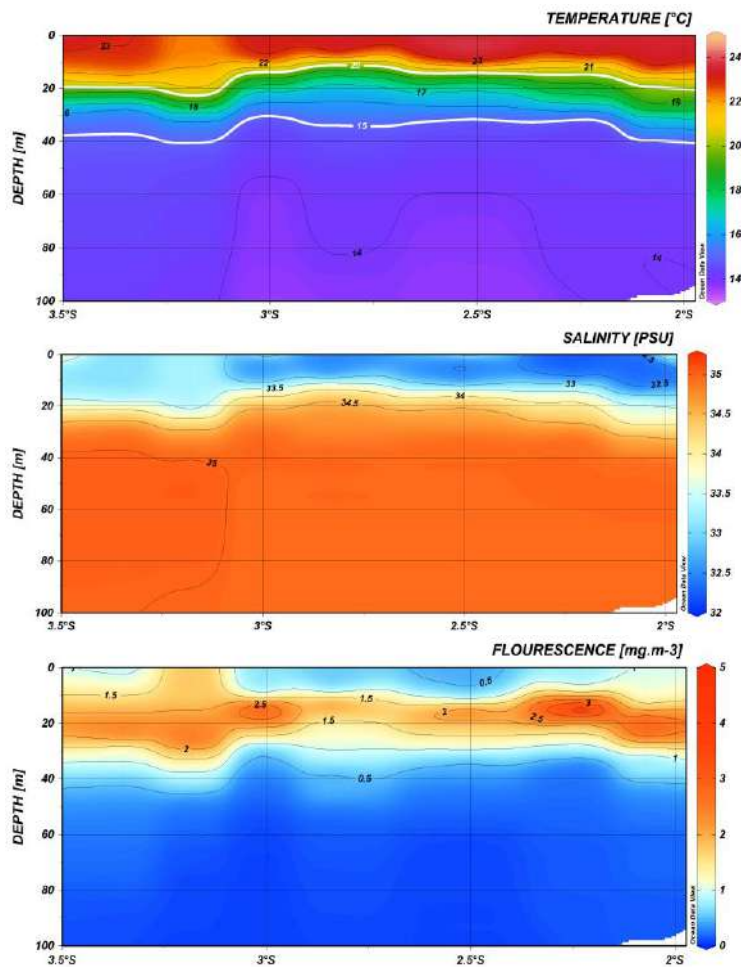 TEMPERATURE [°C]
0
20
40
60
80
100
DEPTH [m]
23
22
21
19
18
17
15
14
14
24
22
20
18
16
14
Ocean Data View
3.5°S
3°S
2.5°S
2°S
SALINITY [PSU]
0
20
40
60
80
100
DEPTH [m]
33.5
33
34.5
34
35
35
34.5
34
33.5
33
32.5
32
Ocean Data View
3.5°S
3°S
2.5°S
2°S
FLOURESCENCE [mg.m-3]
0
20
40
60
80
100
DEPTH [m]
0.5
1.5
1.5
2.5
3
1.5
2.5
2
1
0.5
5
4
3
2
1
0
Ocean Data View
3.5°S
3°S
2.5°S
2°S